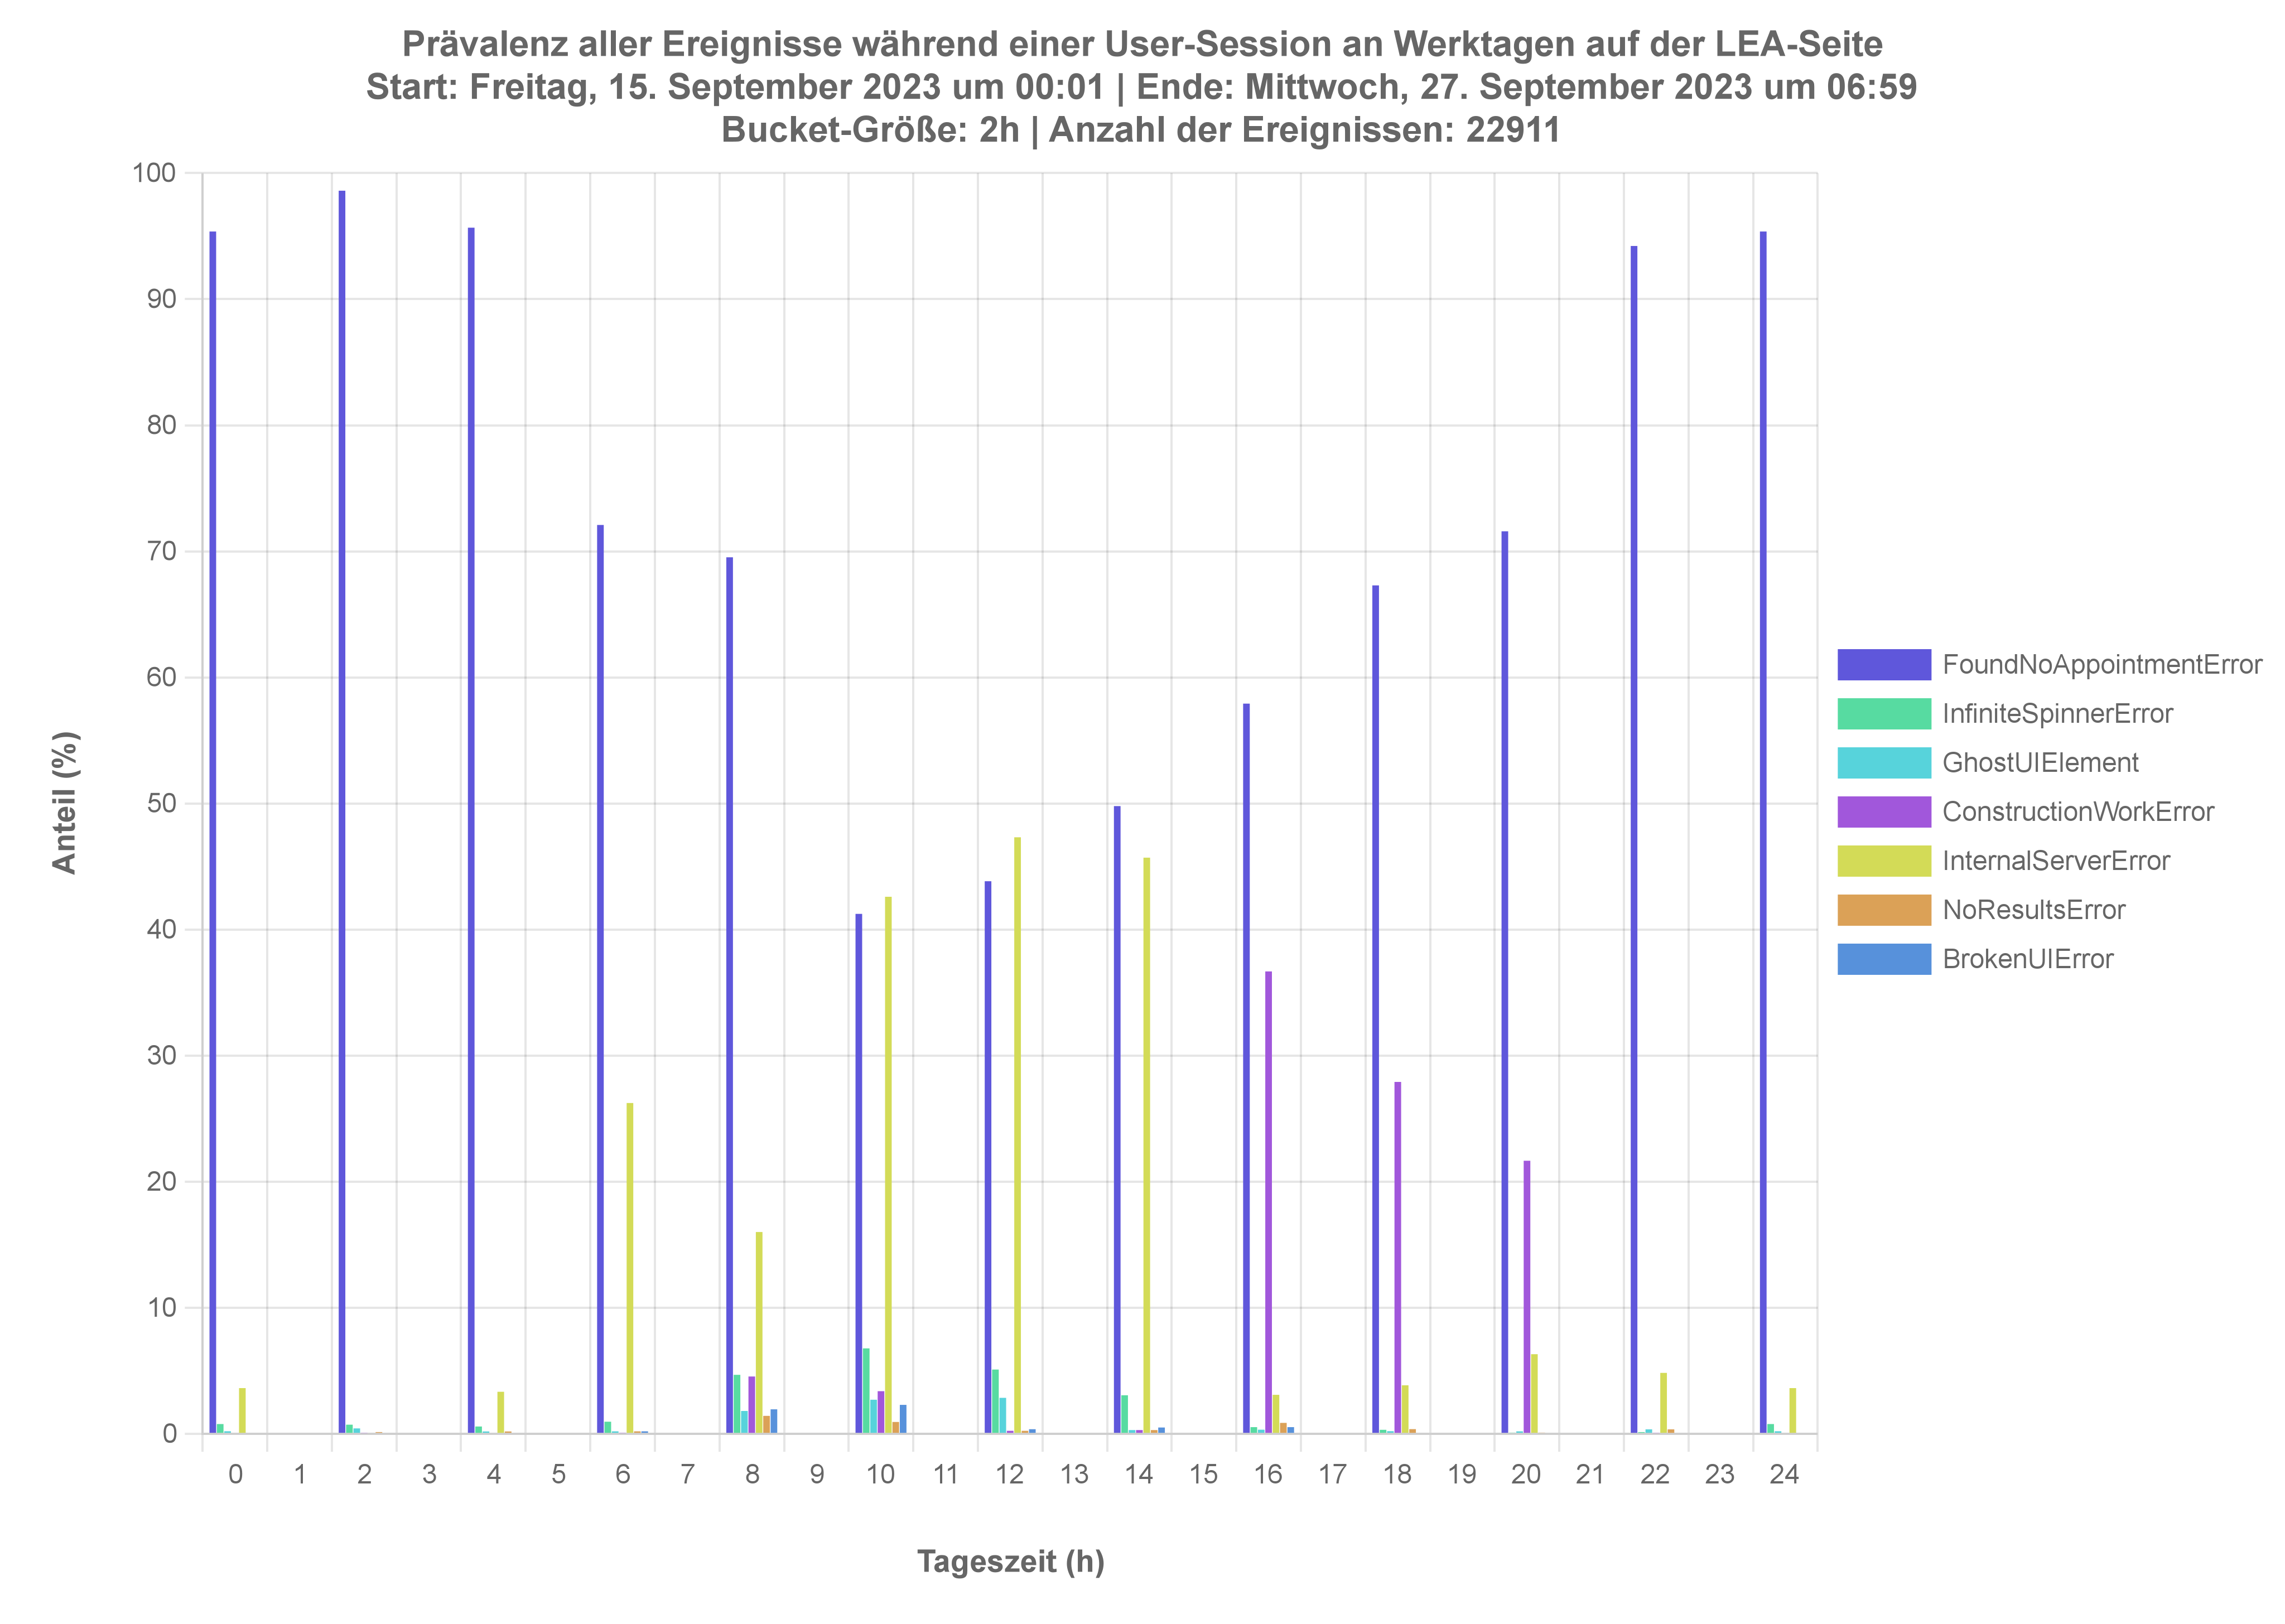 Prävalenz aller Ereignisse während einer User-Session an Werktagen auf der LEA-Seite
Start: Freitag, 15. September 2023 um 00:01 | Ende: Mittwoch, 27. September 2023 um 06:59
Bucket-Größe: 2h | Anzahl der Ereignissen: 22911
100
90
80
70
60
50
40
30
20
10
0
Anteil (%)
0 1 2 3 4 5 6 7 8 9 10 11 12 13 14 15 16 17 18 19 20 21 22 23 24
Tageszeit (h)
FoundNoAppointmentError
InfiniteSpinnerError
GhostUIElement
ConstructionWorkError
InternalServerError
NoResultsError
BrokenUIError